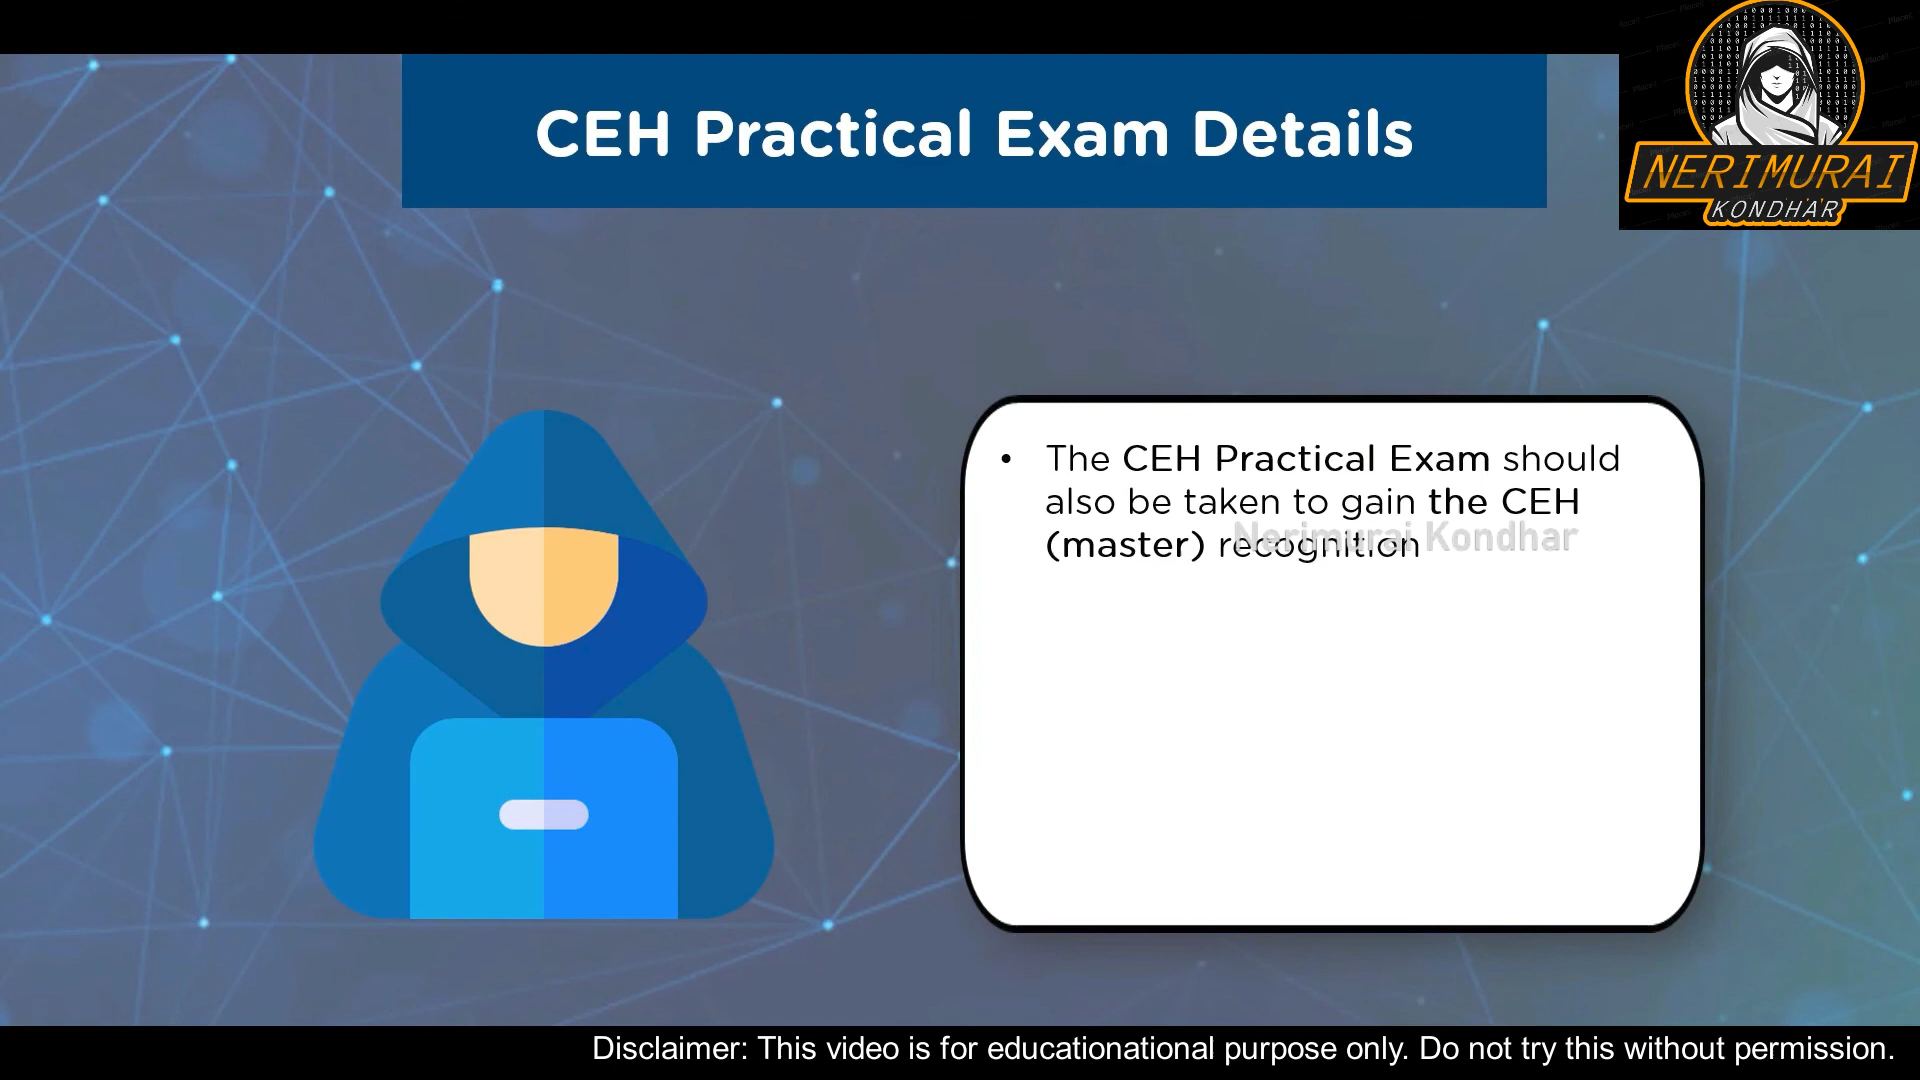 CEH Practical Exam Details
NERIMURAI
KONDHAR
• The CEH Practical Exam should
also be taken to gain the CEH
(master) recognition
Nerimurai Kondhar
Disclaimer: This video is for educationational purpose only. Do not try this without permission.